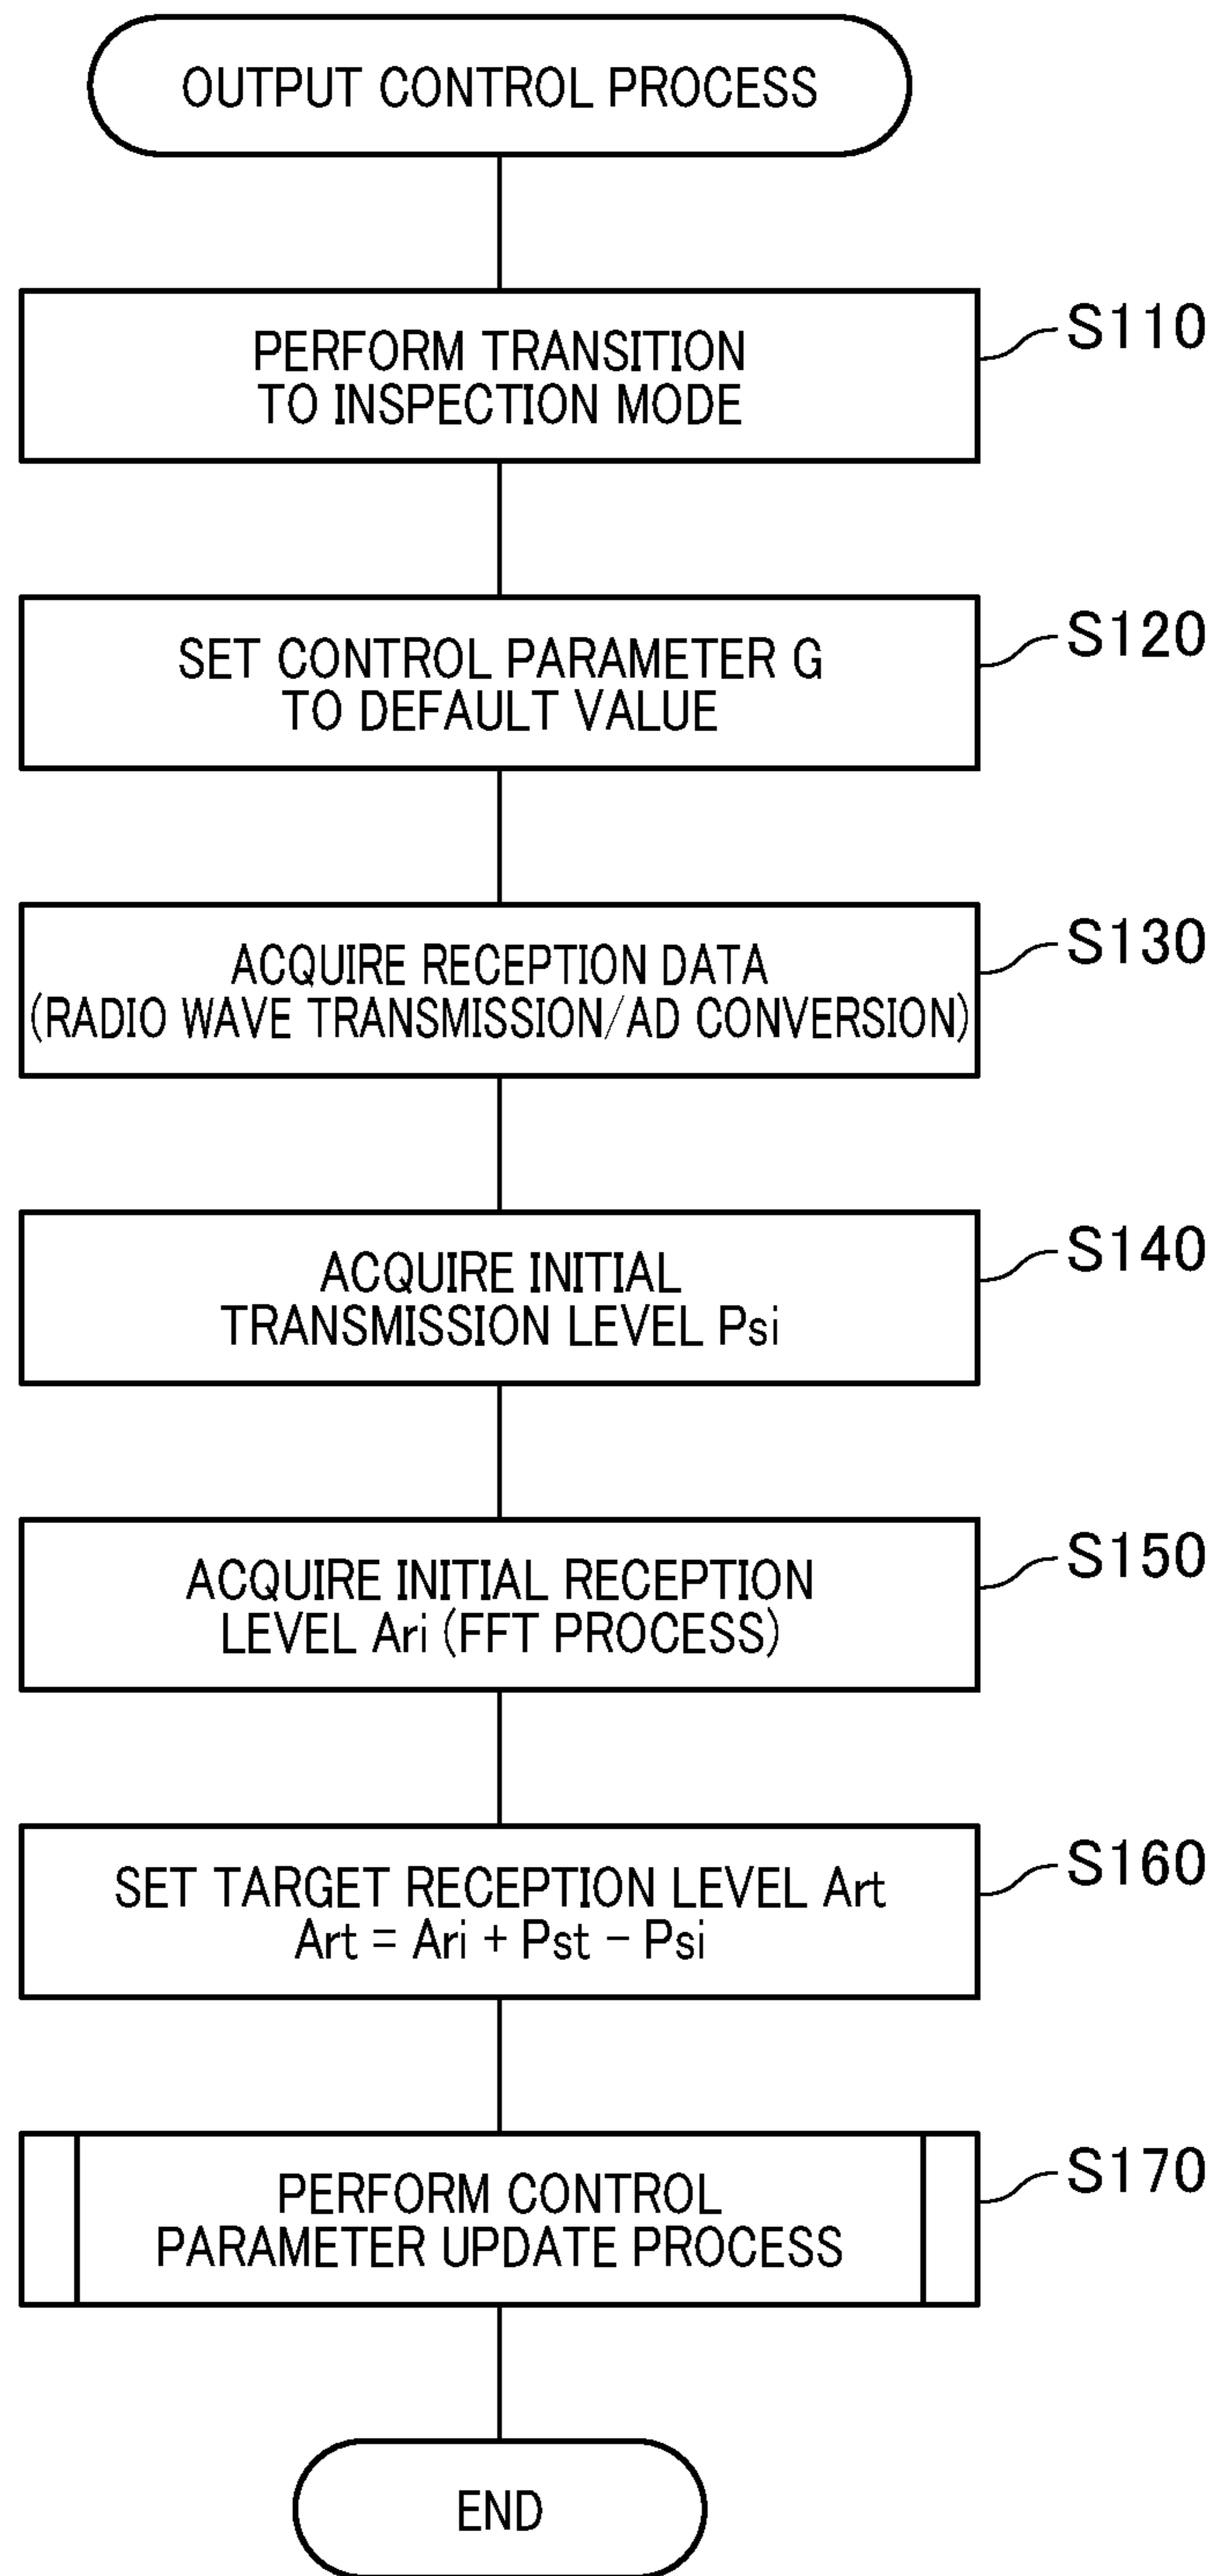 OUTPUT CONTROL PROCESS
PERFORM TRANSITION
TO INSPECTION MODE
S110
SET CONTROL PARAMETER G
TO DEFAULT VALUE
S120
ACQUIRE RECEPTION DATA
(RADIO WAVE TRANSMISSION/AD CONVERSION)
S130
ACQUIRE INITIAL
TRANSMISSION LEVEL Psi
S140
ACQUIRE INITIAL RECEPTION
LEVEL Ari (FFT PROCESS)
S150
SET TARGET RECEPTION LEVEL Art
Art = Ari + Pst − Psi
S160
PERFORM CONTROL
PARAMETER UPDATE PROCESS
S170
END